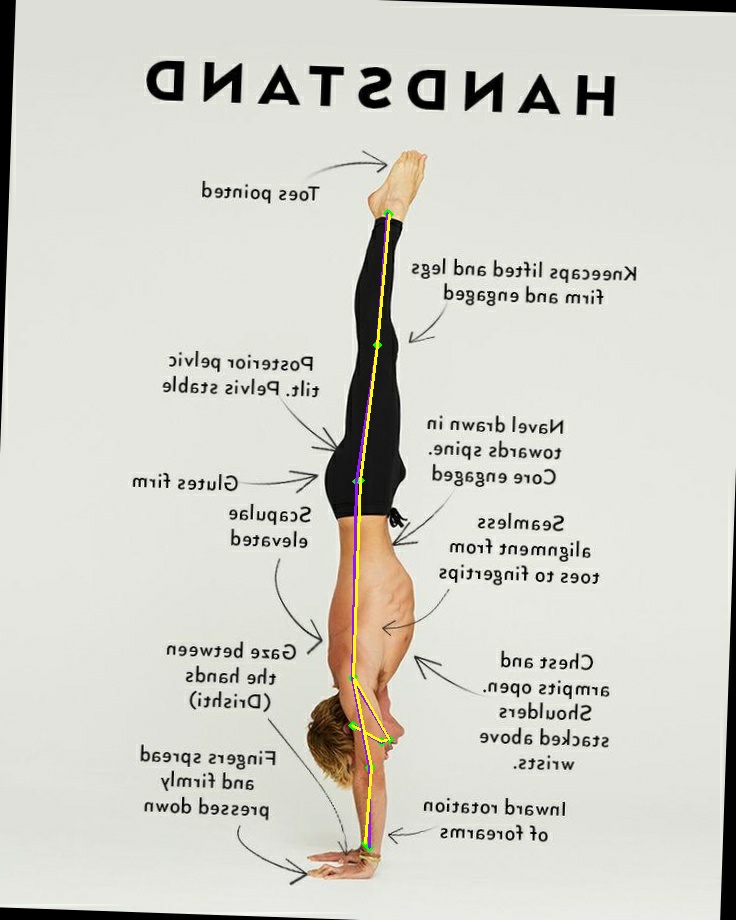 HANDSTAND
Toes pointed
Kneecaps lifted and legs
firm and engaged
Posterior pelvic
tilt. Pelvis stable
Navel drawn in
towards spine.
Core engaged
Glutes firm
Scapulae
elevated
Seamless
alignment from
toes to fingertips
Gaze between
the hands
(Drishti)
Chest and
armpits open.
Shoulders
stacked above
wrists.
Fingers spread
and firmly
pressed down
Inward rotation
of forearms